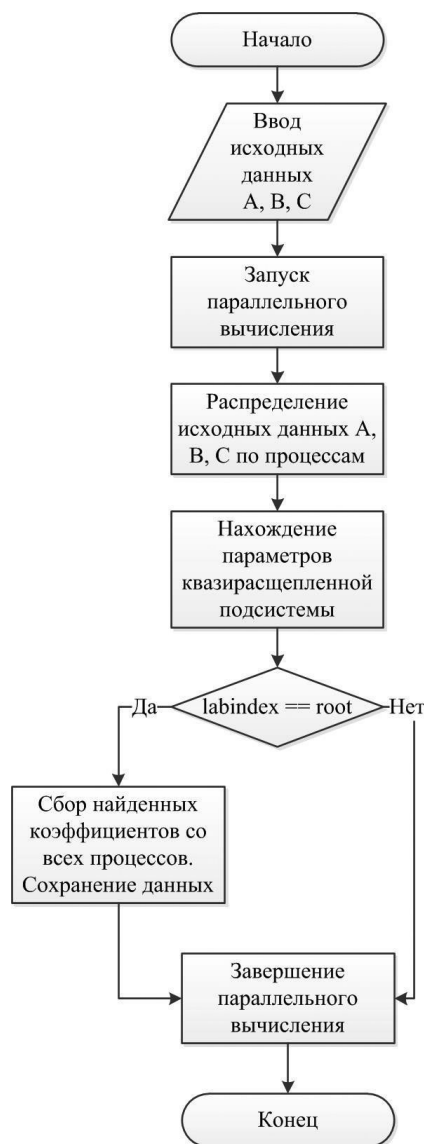 Начало
Ввод
исходных
данных
А, В, С
Запуск
параллельного
вычисления
Распределение
исходных данных А,
В, С по процессам
Нахождение
параметров
квазирасщепленной
подсистемы
Да
labindex == root
Нет
Сбор найденных
коэффициентов со
всех процессов.
Сохранение данных
Завершение
параллельного
вычисления
Конец